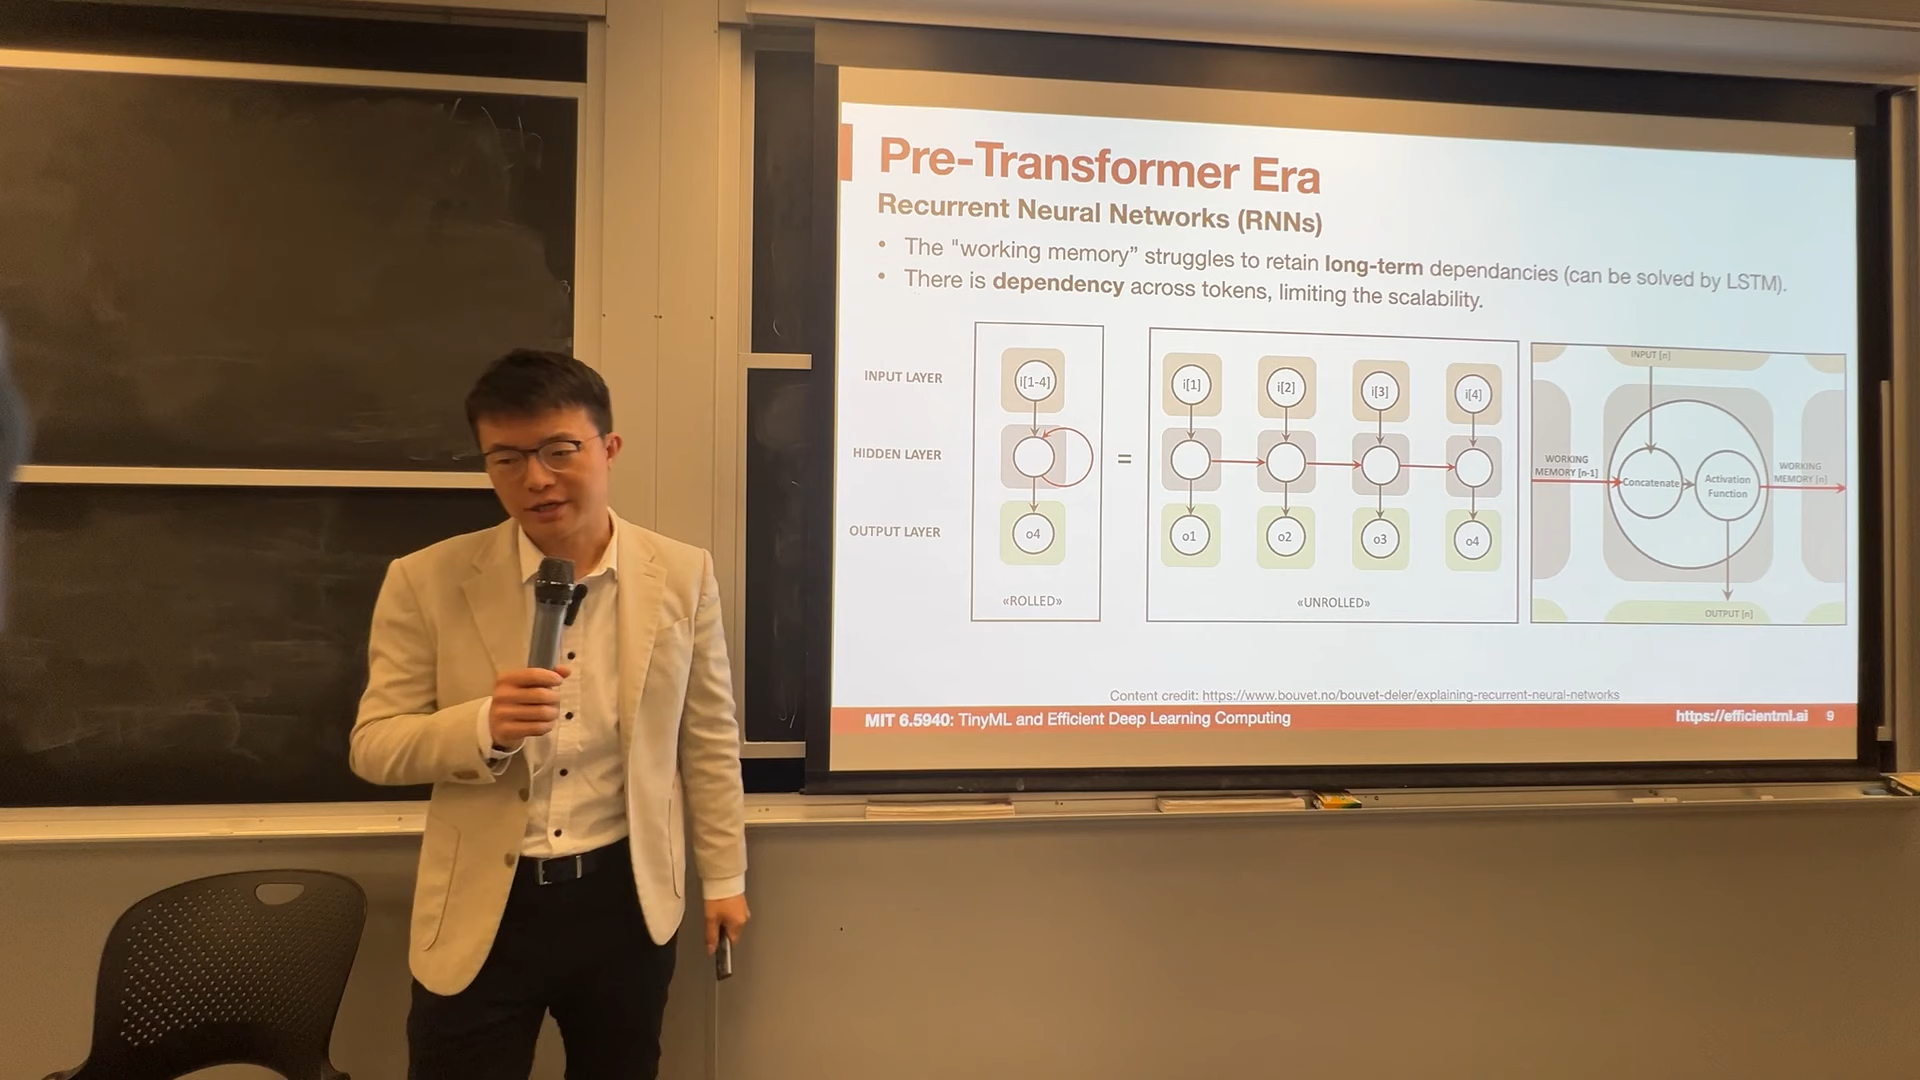 Pre-Transformer Era
Recurrent Neural Networks (RNNs)
• The "working memory” struggles to retain long-term dependancies (can be solved by LSTM).
• There is dependency across tokens, limiting the scalability.
INPUT LAYER
HIDDEN LAYER
OUTPUT LAYER
i[1-4]
o4
«ROLLED»
=
i[1] i[2] i[3] i[4]
o1 o2 o3 o4
«UNROLLED»
INPUT [n]
WORKING
MEMORY [n-1]
Concatenate
Activation
Function
WORKING
MEMORY [n]
OUTPUT [n]
Content credit: https://www.bouvet.no/bouvet-deler/explaining-recurrent-neural-networks
MIT 6.5940: TinyML and Efficient Deep Learning Computing
https://efficientml.ai 9